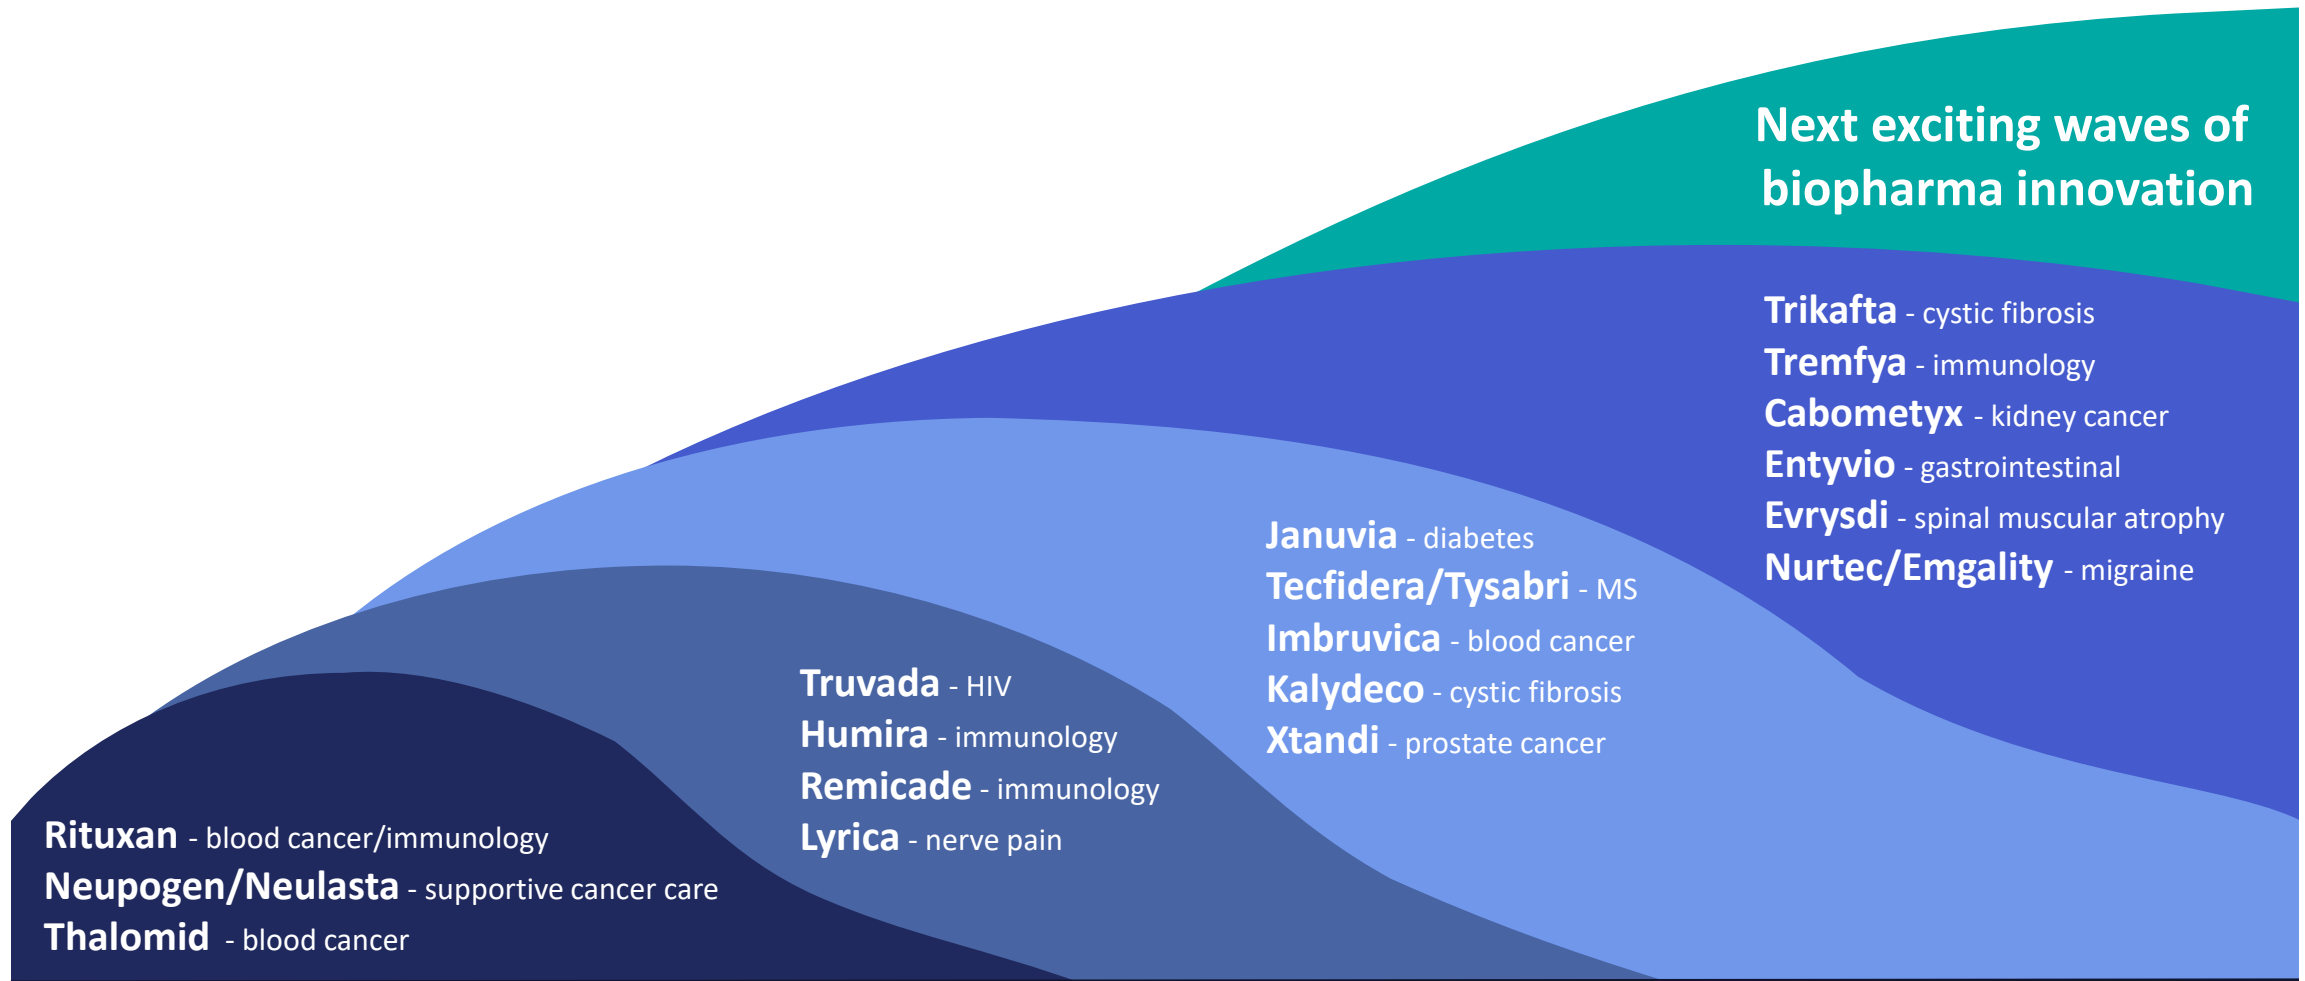 Next exciting waves of
biopharma innovation
Trikafta - cystic fibrosis
Tremfya - immunology
Cabometyx - kidney cancer
Entyvio - gastrointestinal
Evrysdi - spinal muscular atrophy
Nurtec/Emgality - migraine
Januvia - diabetes
Tecfidera/Tysabri - MS
Imbruvica - blood cancer
Kalydeco - cystic fibrosis
Xtandi - prostate cancer
Truvada - HIV
Humira - immunology
Remicade - immunology
Lyrica - nerve pain
Rituxan - blood cancer/immunology
Neupogen/Neulasta - supportive cancer care
Thalomid - blood cancer